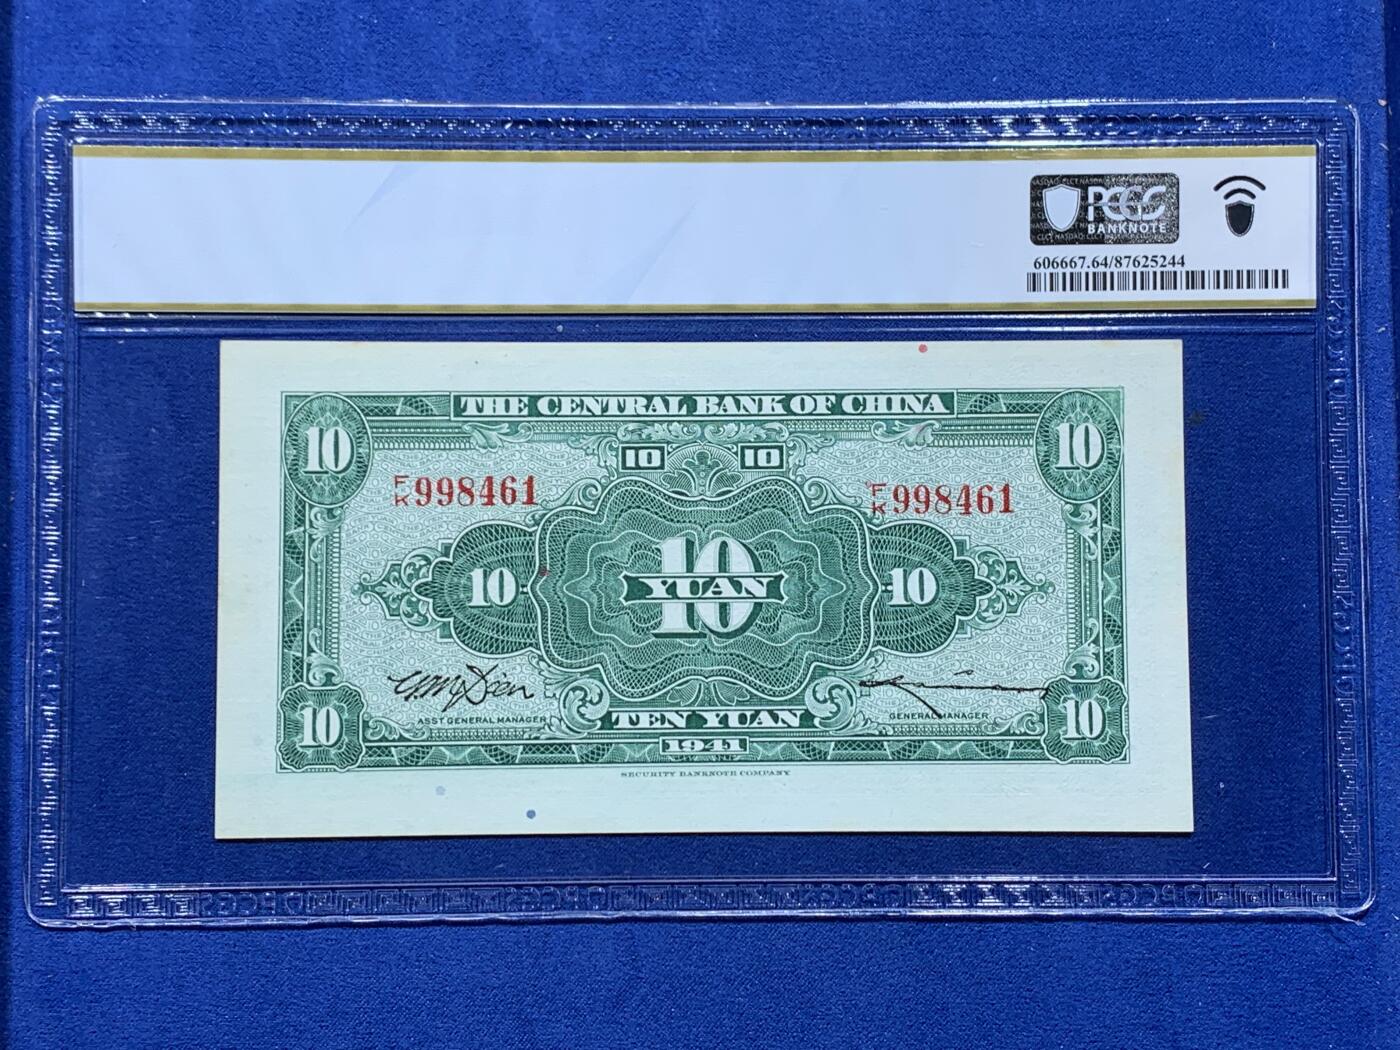 PCGS
BANKNOTE
606667.64/87625244
THE CENTRAL BANK OF CHINA
10 10 10 10
F/K 998461 F/K 998461
10 10 YUAN 10
ASST GENERAL MANAGER GENERAL MANAGER
10 TEN YUAN 10
1941
SECURITY BANKNOTE COMPANY